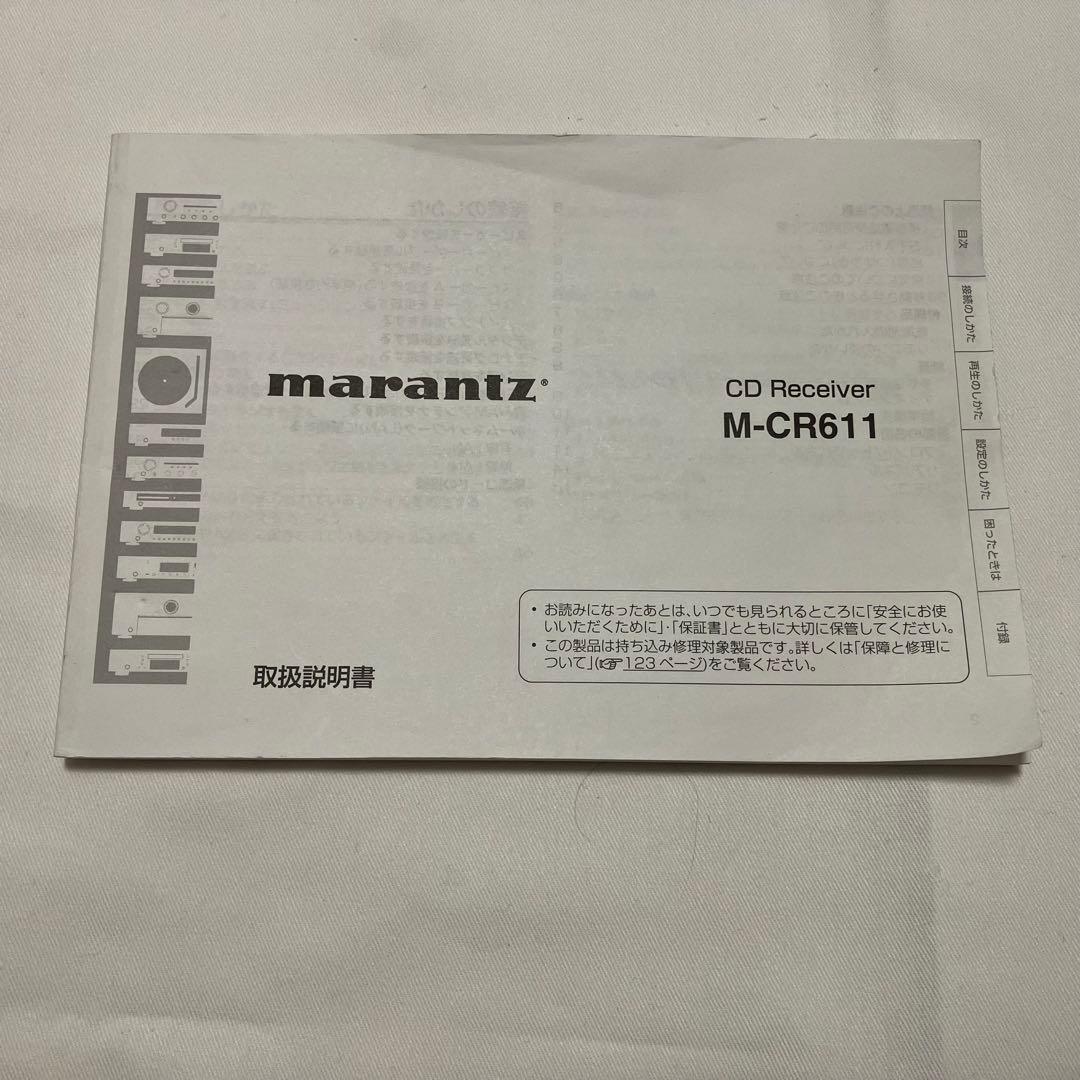 marantz®
CD Receiver
M-CR611
目次
接続のしかた
再生のしかた
設定のしかた
困ったときは
付録
• お読みになったあとは、いつでも見られるところに「安全にお使
いいただくために」・「保証書」とともに大切に保管してください。
• この製品は持ち込み修理対象製品です。詳しくは「保障と修理に
ついて」(☞123 ページ)をご覧ください。
取扱説明書